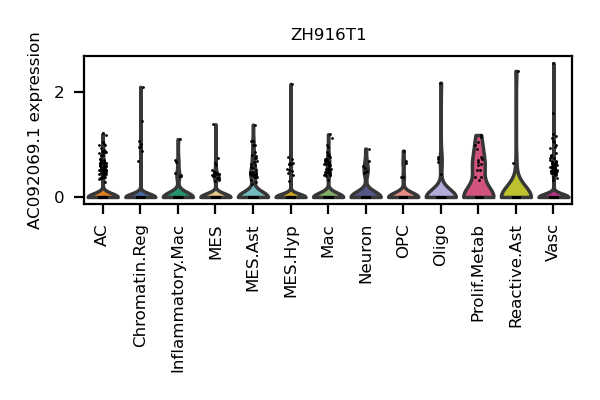 ZH916T1
AC092069.1 expression
2
0
AC
Chromatin.Reg
Inflammatory.Mac
MES
MES.Ast
MES.Hyp
Mac
Neuron
OPC
Oligo
Prolif.Metab
Reactive.Ast
Vasc